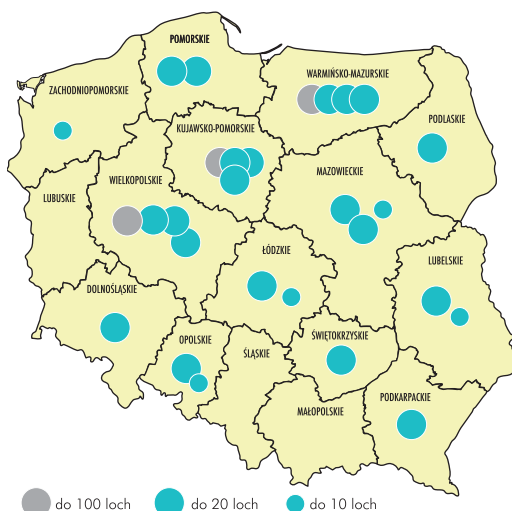 POMORSKIE
ZACHODNIOPOMORSKIE
WARMIŃSKO-MAZURSKIE
PODLASKIE
KUJAWSKO-POMORSKIE
MAZOWIECKIE
WIELKOPOLSKIE
LUBUSKIE
ŁÓDZKIE
LUBELSKIE
DOLNOŚLĄSKIE
OPOLSKIE
ŚLĄSKIE
ŚWIĘTOKRZYSKIE
MAŁOPOLSKIE
PODKARPACKIE
do 100 loch do 20 loch do 10 loch